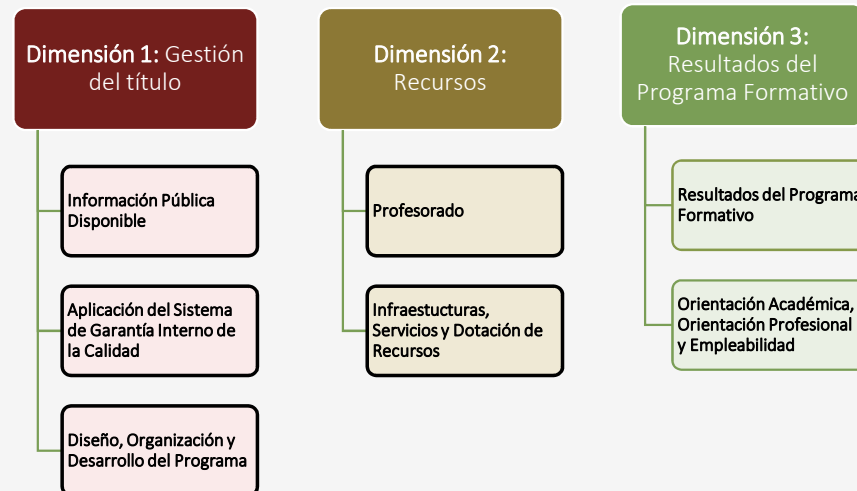 Dimensión 1: Gestión
del título
Información Pública
Disponible
Aplicación del Sistema
de Garantía Interno de
la Calidad
Diseño, Organización y
Desarrollo del Programa
Dimensión 2:
Recursos
Profesorado
Infraestucturas,
Servicios y Dotación de
Recursos
Dimensión 3:
Resultados del
Programa Formativo
Resultados del Programa
Formativo
Orientación Académica,
Orientación Profesional
y Empleabilidad